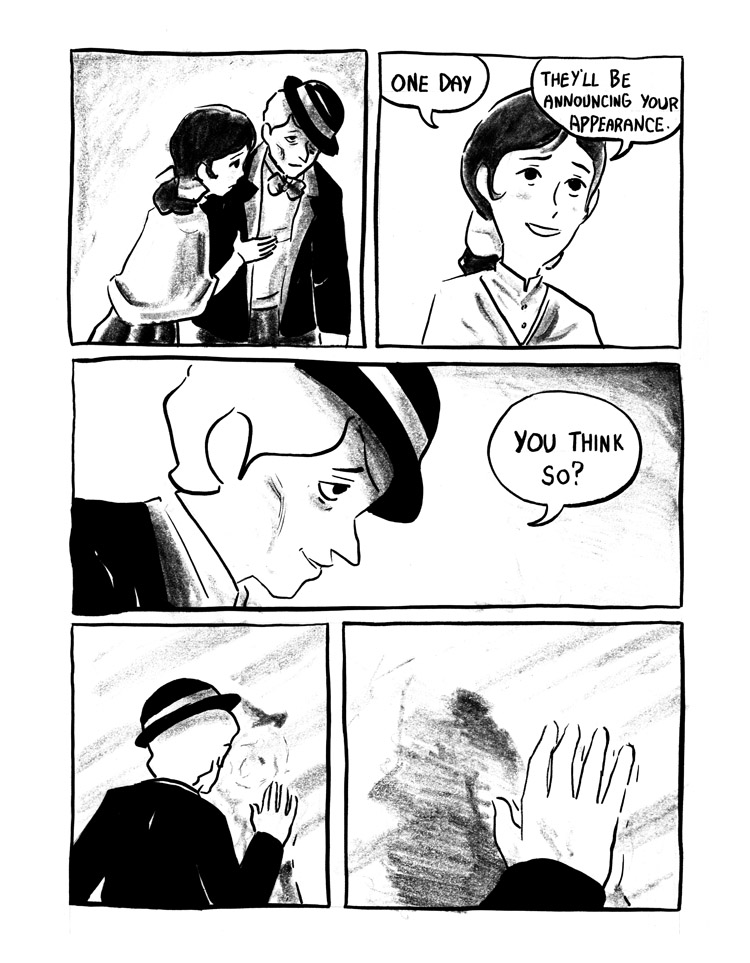 ONE DAY
THEY'LL BE
ANNOUNCING YOUR
APPEARANCE.
YOU THINK
SO?